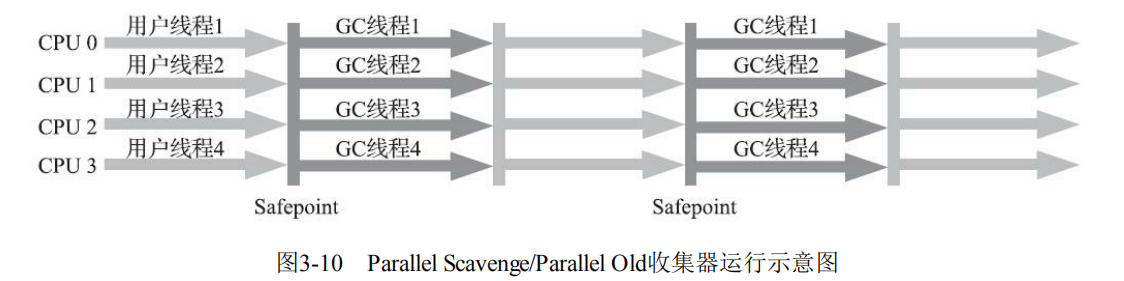 用户线程1 GC线程1 GC线程1
CPU 0
用户线程2 GC线程2 GC线程2
CPU 1
用户线程3 GC线程3 GC线程3
CPU 2
用户线程4 GC线程4 GC线程4
CPU 3
Safepoint Safepoint
图3-10 Parallel Scavenge/Parallel Old收集器运行示意图